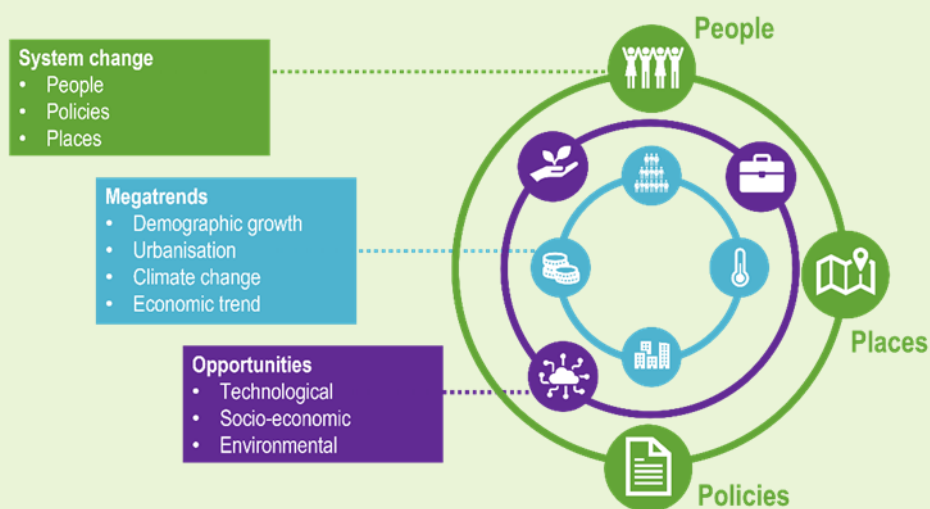 People
System change
• People
• Policies
• Places
Megatrends
• Demographic growth
• Urbanisation
• Climate change
• Economic trend
Places
Opportunities
• Technological
• Socio-economic
• Environmental
Policies